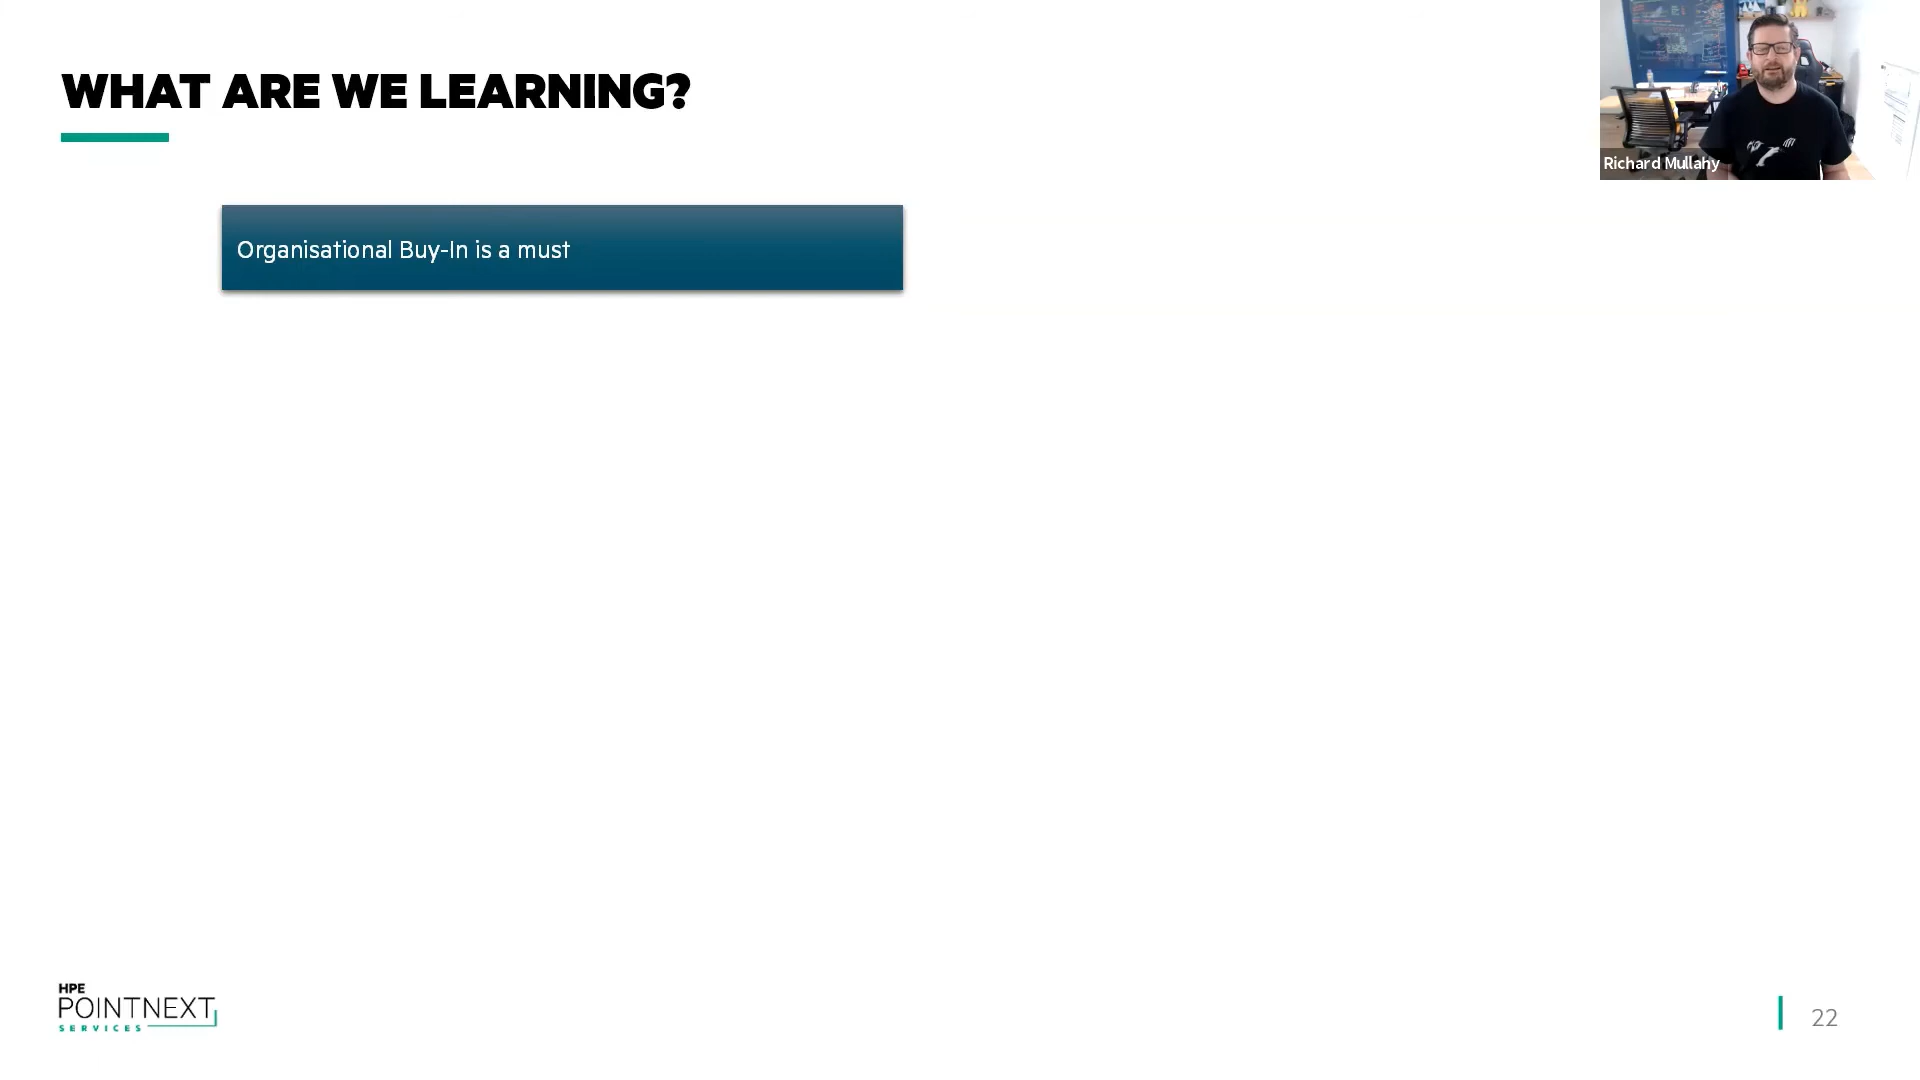 WHAT ARE WE LEARNING?
Richard Mullahy
Organisational Buy-In is a must
HPE
POINTNEXT
SERVICES
22